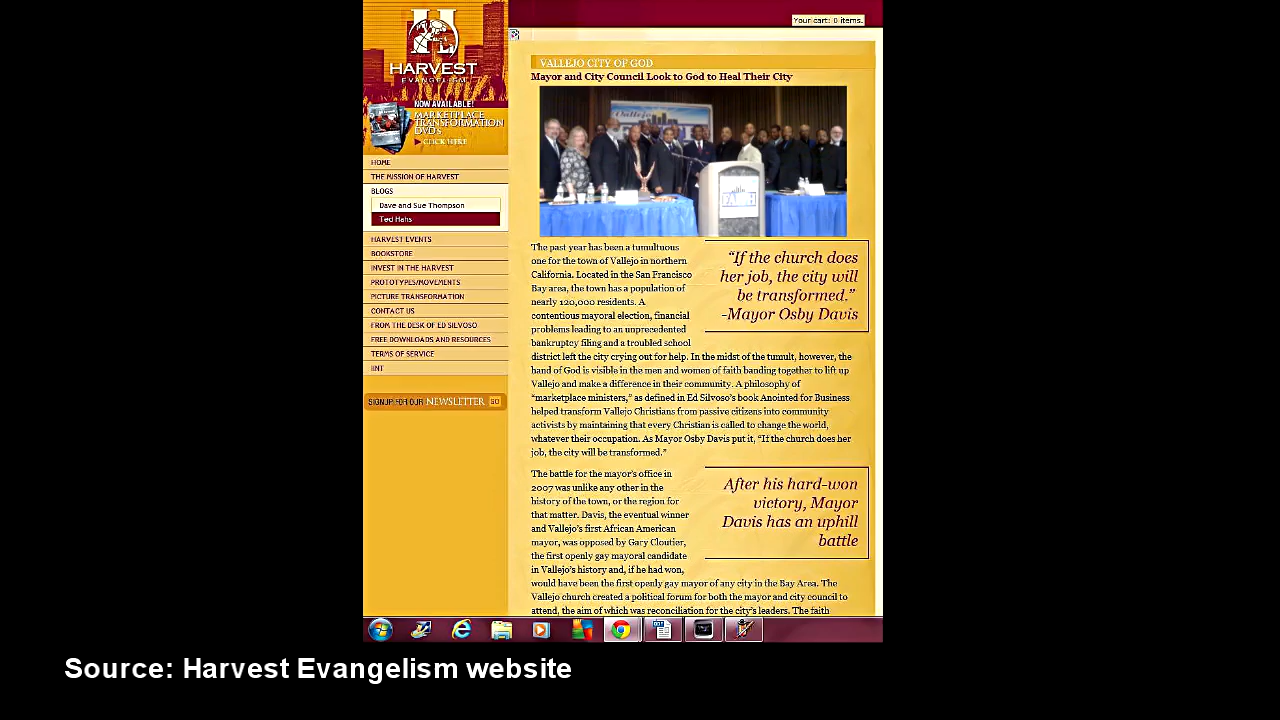 Your cart: 0 items.
H
HARVEST
EVANGELISM
NOW AVAILABLE!
MARKETPLACE
TRANSFORMATION
DVD's
CLICK HERE
HOME
THE MISSION OF HARVEST
BLOGS
Dave and Sue Thompson
Ted Hahs
HARVEST EVENTS
BOOKSTORE
INVEST IN THE HARVEST
PROTOTYPES/MOVEMENTS
PICTURE TRANSFORMATION
CONTACT US
FROM THE DESK OF ED SILVOSO
FREE DOWNLOADS AND RESOURCES
TERMS OF SERVICE
IINT
SIGNUP FOR OUR NEWSLETTER GO
VALLEJO CITY OF GOD
Mayor and City Council Look to God to Heal Their City
Vallejo
The past year has been a tumultuous
one for the town of Vallejo in northern
California. Located in the San Francisco
Bay area, the town has a population of
nearly 120,000 residents. A
contentious mayoral election, financial
problems leading to an unprecedented
bankruptcy filing and a troubled school
district left the city crying out for help. In the midst of the tumult, however, the
hand of God is visible in the men and women of faith banding together to lift up
Vallejo and make a difference in their community. A philosophy of
“marketplace ministers,” as defined in Ed Silvoso’s book Anointed for Business
helped transform Vallejo Christians from passive citizens into community
activists by maintaining that every Christian is called to change the world,
whatever their occupation. As Mayor Osby Davis put it, “If the church does her
job, the city will be transformed.”
“If the church does
her job, the city will
be transformed.”
-Mayor Osby Davis
The battle for the mayor’s office in
2007 was unlike any other in the
history of the town, or the region for
that matter. Davis, the eventual winner
and Vallejo’s first African American
mayor, was opposed by Gary Cloutier,
the first openly gay mayoral candidate
in Vallejo’s history and, if he had won,
would have been the first openly gay mayor of any city in the Bay Area. The
Vallejo church created a political forum for both the mayor and city council to
attend, the aim of which was reconciliation for the city’s leaders. The faith
After his hard-won
victory, Mayor
Davis has an uphill
battle
Source: Harvest Evangelism website